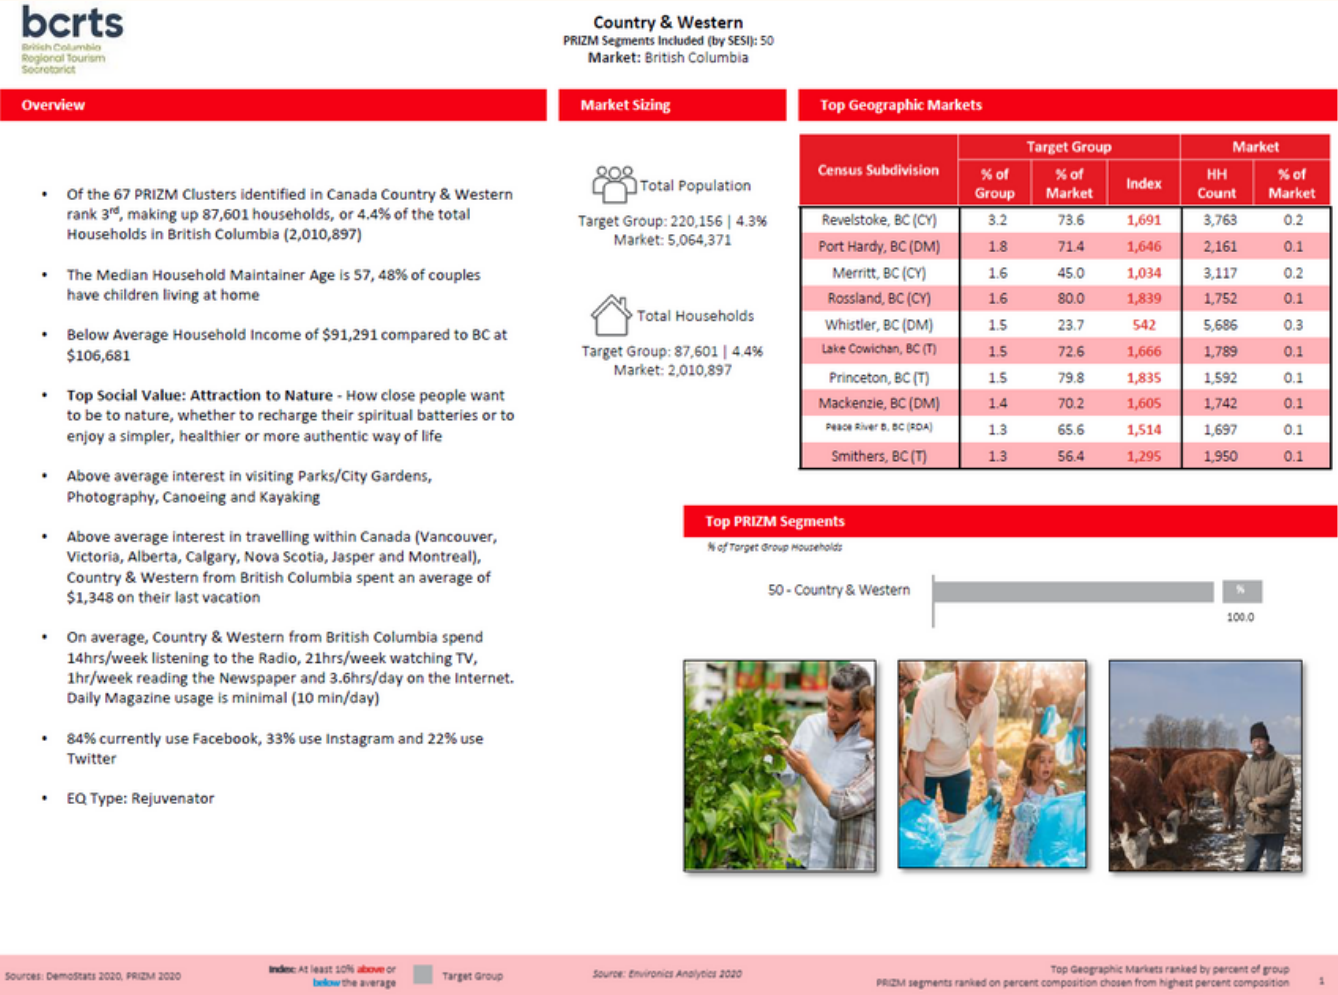 bcrts
British Columbia
Regional Tourism
Secretariat
Country & Western
PRIZM Segments Included (by SESI): 50
Market: British Columbia
Overview
• Of the 67 PRIZM Clusters identified in Canada Country & Western
rank 3rd, making up 87,601 households, or 4.4% of the total
Households in British Columbia (2,010,897)
• The Median Household Maintainer Age is 57, 48% of couples
have children living at home
• Below Average Household Income of $91,291 compared to BC at
$106,681
• Top Social Value: Attraction to Nature - How close people want
to be to nature, whether to recharge their spiritual batteries or to
enjoy a simpler, healthier or more authentic way of life
• Above average interest in visiting Parks/City Gardens,
Photography, Canoeing and Kayaking
• Above average interest in travelling within Canada (Vancouver,
Victoria, Alberta, Calgary, Nova Scotia, Jasper and Montreal),
Country & Western from British Columbia spent an average of
$1,348 on their last vacation
• On average, Country & Western from British Columbia spend
14hrs/week listening to the Radio, 21hrs/week watching TV,
1hr/week reading the Newspaper and 3.6hrs/day on the Internet.
Daily Magazine usage is minimal (10 min/day)
• 84% currently use Facebook, 33% use Instagram and 22% use
Twitter
• EQ Type: Rejuvenator
Market Sizing
Total Population
Target Group: 220,156 | 4.3%
Market: 5,064,371
Total Households
Target Group: 87,601 | 4.4%
Market: 2,010,897
Top Geographic Markets
Census Subdivision Target Group Market
% of Group % of Market Index HH Count % of Market
Revelstoke, BC (CY) 3.2 73.6 1,691 3,763 0.2
Port Hardy, BC (DM) 1.8 71.4 1,646 2,161 0.1
Merritt, BC (CY) 1.6 45.0 1,034 3,117 0.2
Rossland, BC (CY) 1.6 80.0 1,839 1,752 0.1
Whistler, BC (DM) 1.5 23.7 542 5,686 0.3
Lake Cowichan, BC (T) 1.5 72.6 1,666 1,789 0.1
Princeton, BC (T) 1.5 79.8 1,835 1,592 0.1
Mackenzie, BC (DM) 1.4 70.2 1,605 1,742 0.1
Peace River B, BC (RDA) 1.3 65.6 1,514 1,697 0.1
Smithers, BC (T) 1.3 56.4 1,295 1,950 0.1
Top PRIZM Segments
% of Target Group Households
50 - Country & Western
%
100.0
Sources: DemoStats 2020, PRIZM 2020
Index: At least 10% above or
below the average
Target Group
Source: Environics Analytics 2020
Top Geographic Markets ranked by percent of group
PRIZM segments ranked on percent composition chosen from highest percent composition
1